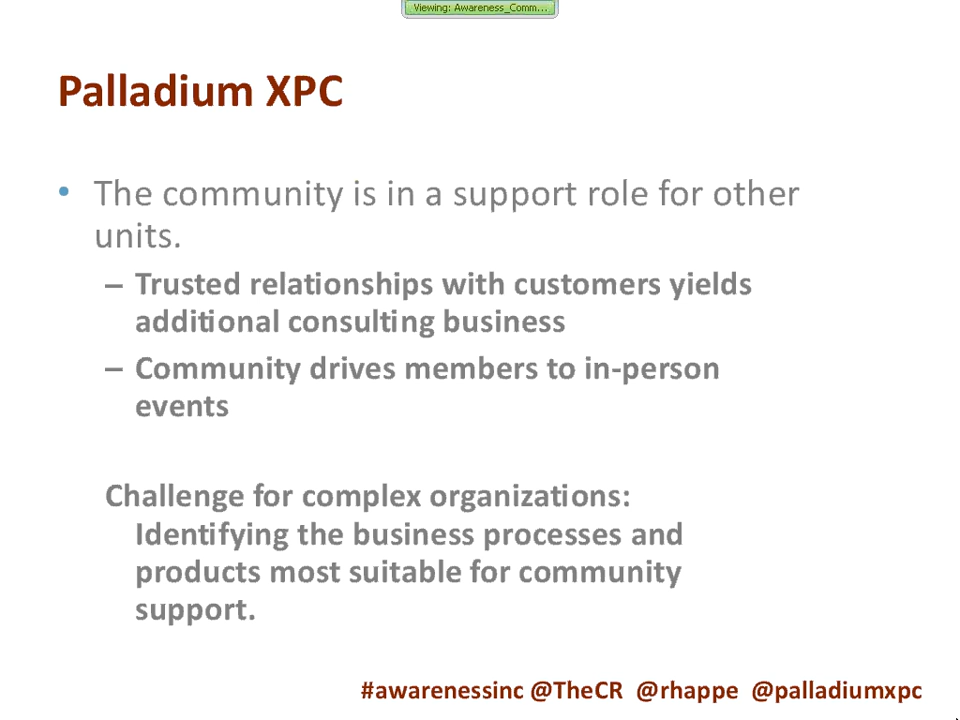 Viewing: Awareness_Comm...
Palladium XPC
• The community is in a support role for other
units.
– Trusted relationships with customers yields
additional consulting business
– Community drives members to in-person
events
Challenge for complex organizations:
Identifying the business processes and
products most suitable for community
support.
#awarenessinc @TheCR @rhappe @palladiumxpc